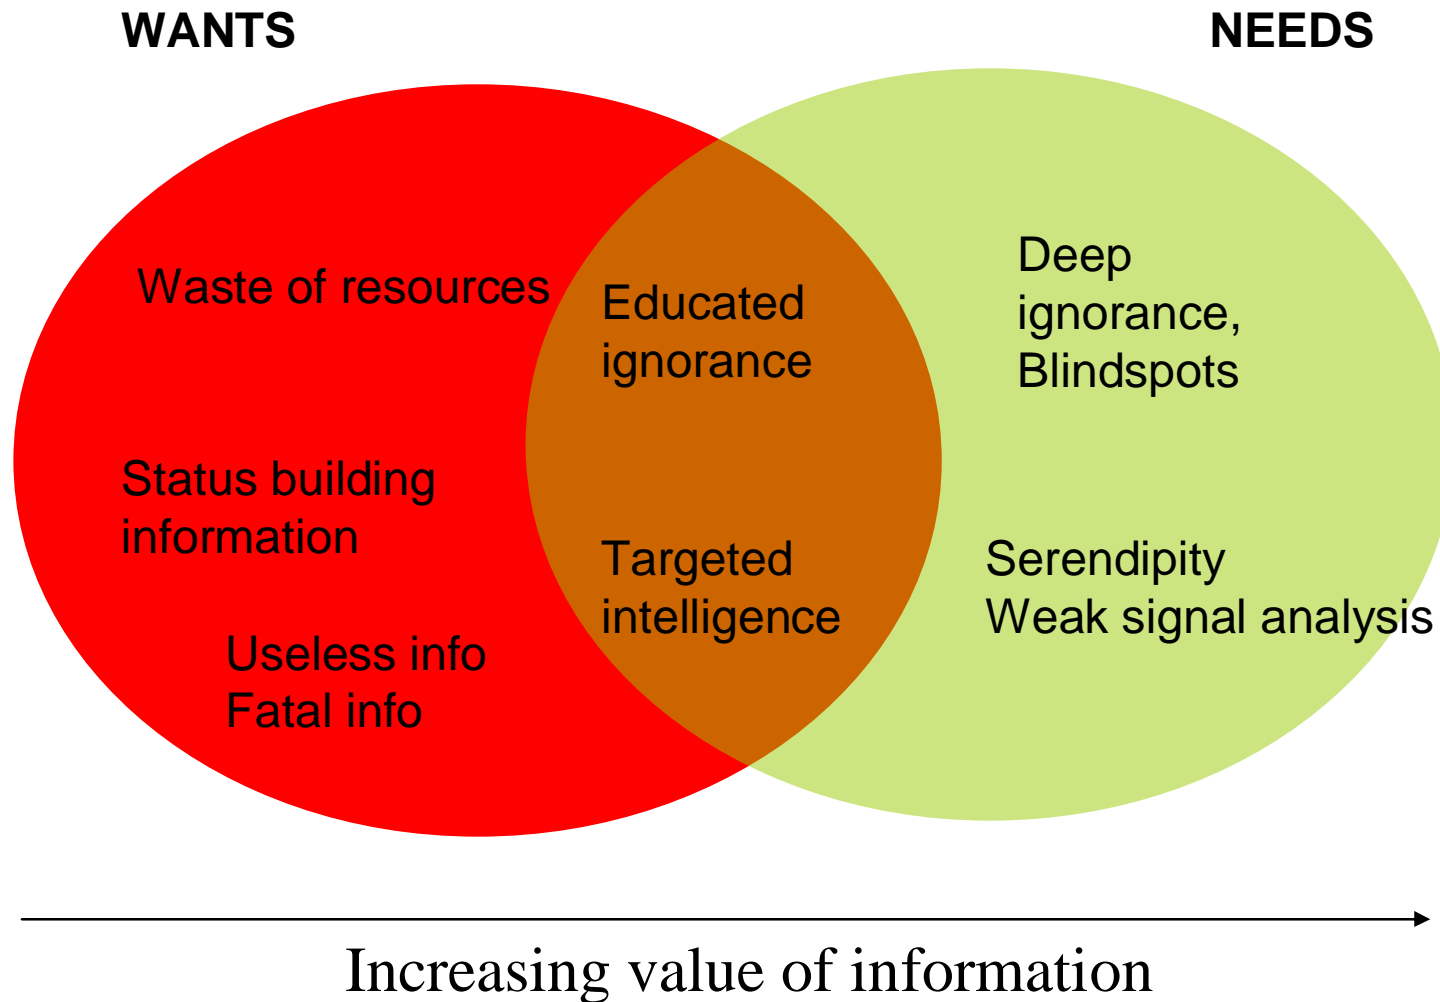 WANTS
NEEDS
Waste of resources
Status building
information
Useless info
Fatal info
Educated
ignorance
Targeted
intelligence
Deep
ignorance,
Blindspots
Serendipity
Weak signal analysis
Increasing value of information